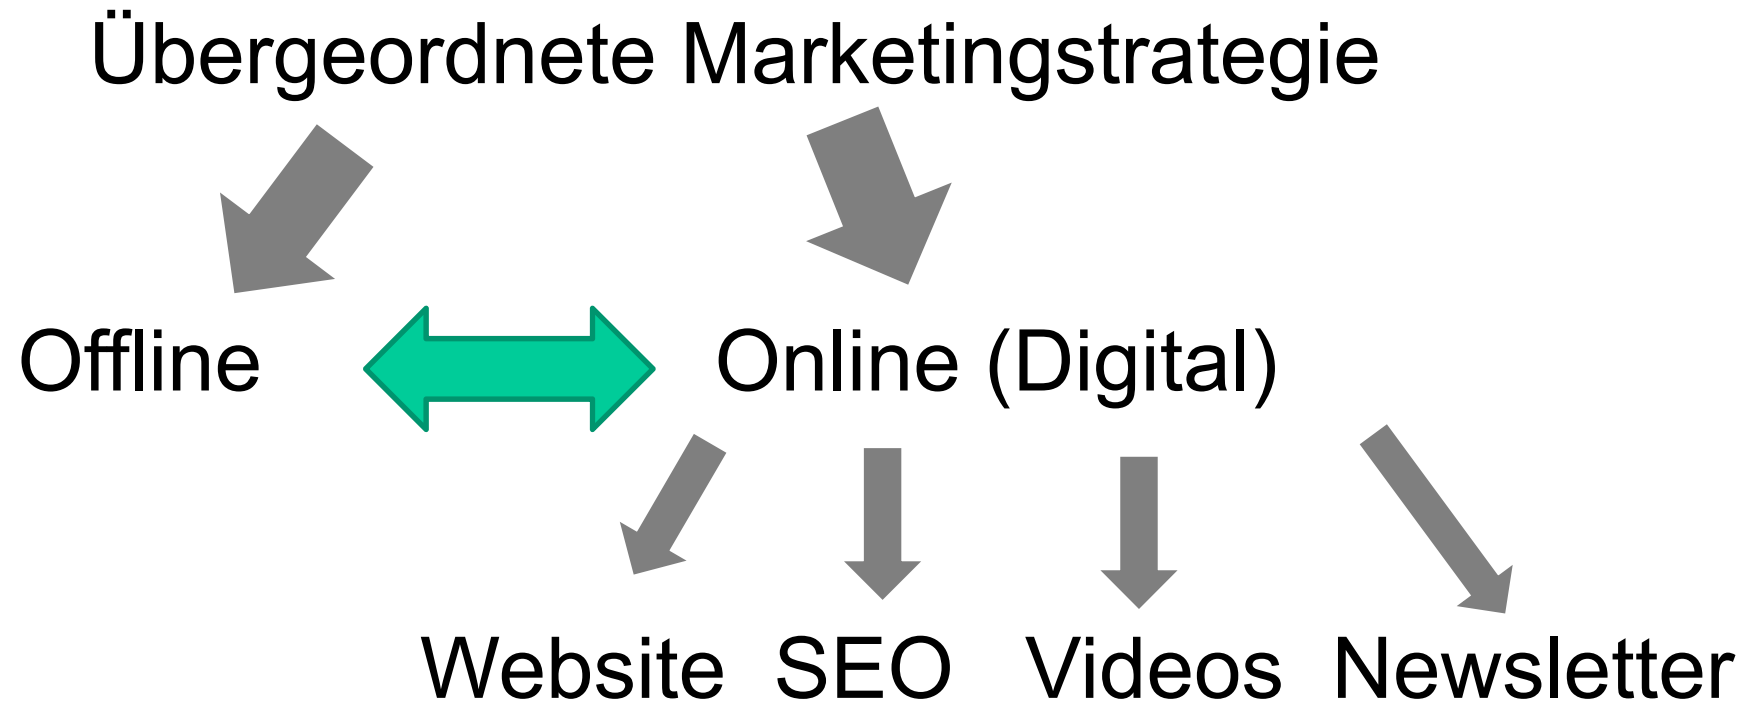 Übergeordnete Marketingstrategie
Offline Online (Digital)
Website SEO Videos Newsletter